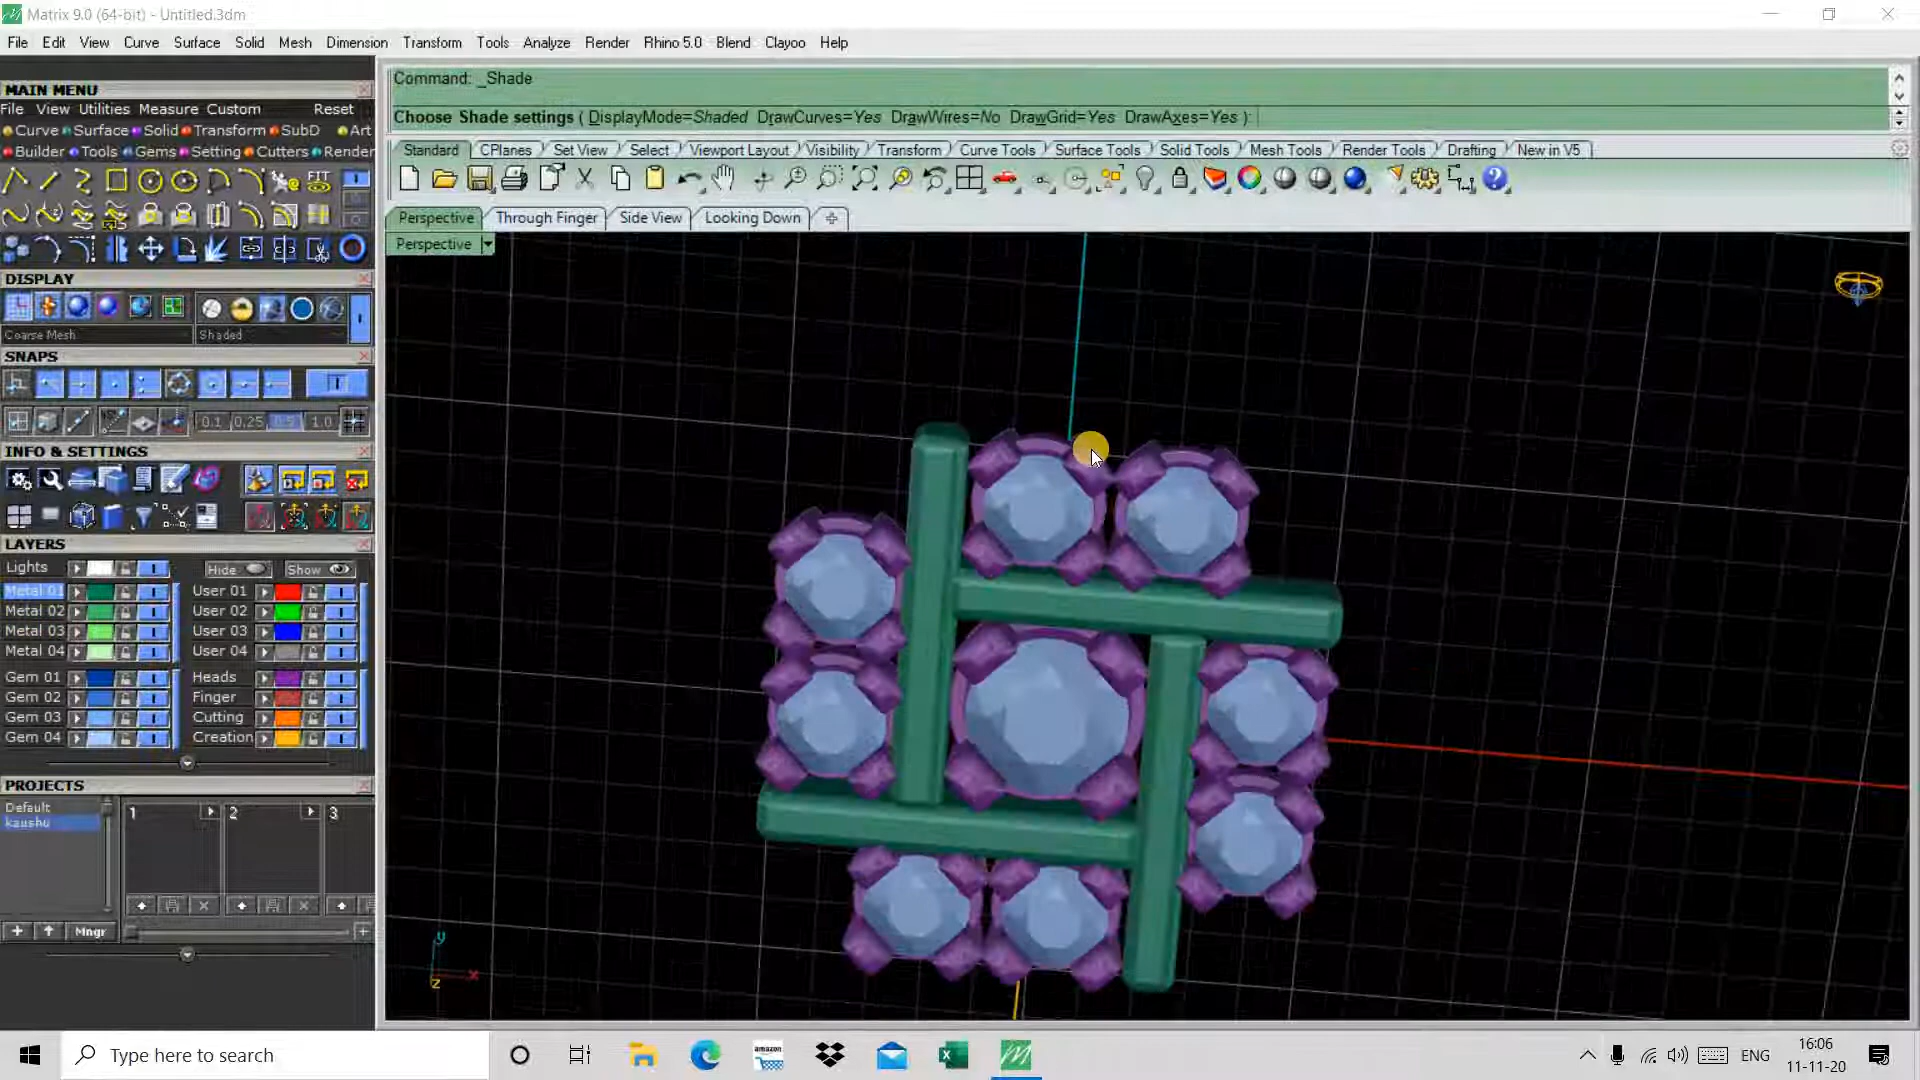 Matrix 9.0 (64-bit) - Untitled.3dm
File Edit View Curve Surface Solid Mesh Dimension Transform Tools Analyze Render Rhino 5.0 Blend Clayoo Help
MAIN MENU
File View Utilities Measure Custom Reset
Curve Surface Solid Transform SubD Art
Builder Tools Gems Setting Cutters Render
FIT
Command: _Shade
Choose Shade settings ( DisplayMode=Shaded DrawCurves=Yes DrawWires=No DrawGrid=Yes DrawAxes=Yes ):
Standard CPlanes Set View Select Viewport Layout Visibility Transform Curve Tools Surface Tools Solid Tools Mesh Tools Render Tools Drafting New in V5
Perspective Through Finger Side View Looking Down
Perspective
DISPLAY
Coarse Mesh Shaded
SNAPS
0.1 0.25 0.5 1.0
INFO & SETTINGS
LAYERS
Lights Hide Show
Metal 01 User 01
Metal 02 User 02
Metal 03 User 03
Metal 04 User 04
Gem 01 Heads
Gem 02 Finger
Gem 03 Cutting
Gem 04 Creation
PROJECTS
Default
kaushu
1 2 3
Mngr
y
x
z
Type here to search
amazon
ENG
16:06
11-11-20